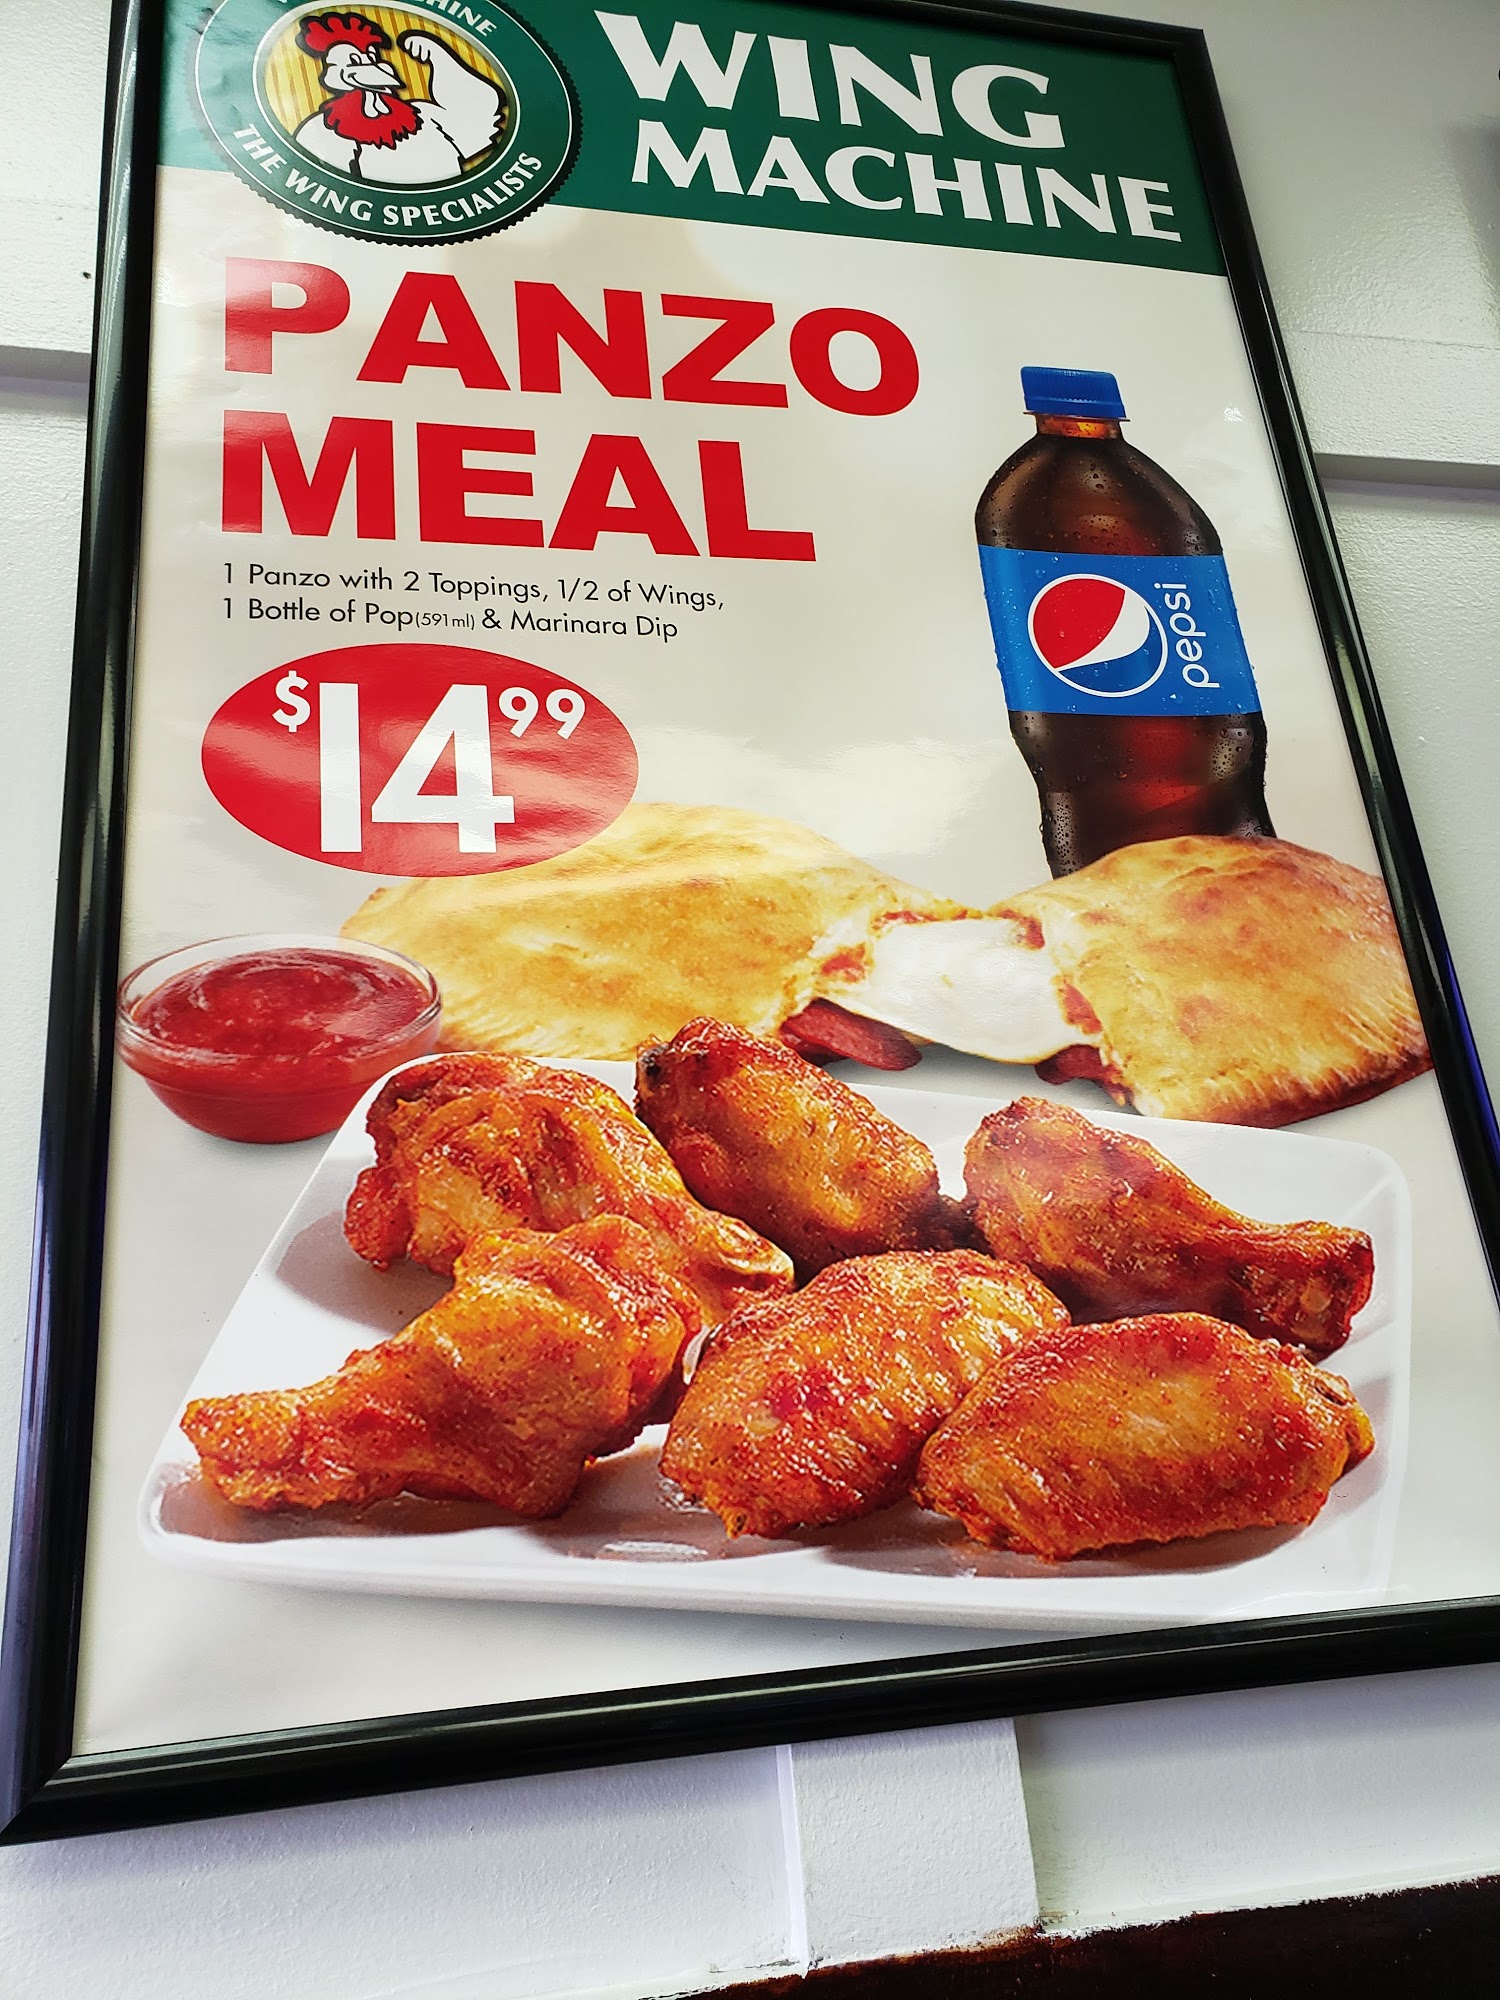 WING
MACHINE
THE WING SPECIALISTS
PANZO
MEAL
1 Panzo with 2 Toppings, 1/2 of Wings,
1 Bottle of Pop(591ml) & Marinara Dip
$14 99
pepsi